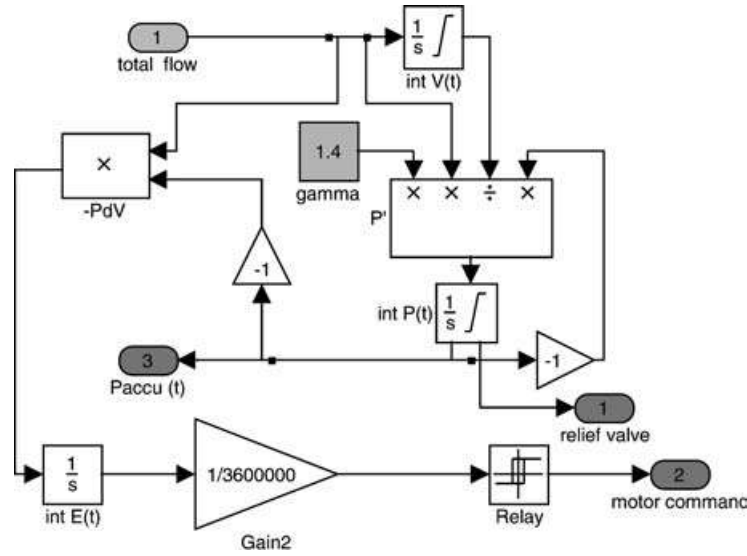 1
total flow
1
s
int V(t)
×
-PdV
1.4
gamma
× × ÷ ×
P'
-1
int P(t)
1
s
3
Paccu (t)
-1
1
relief valve
1
s
int E(t)
1/3600000
Gain2
Relay
2
motor command